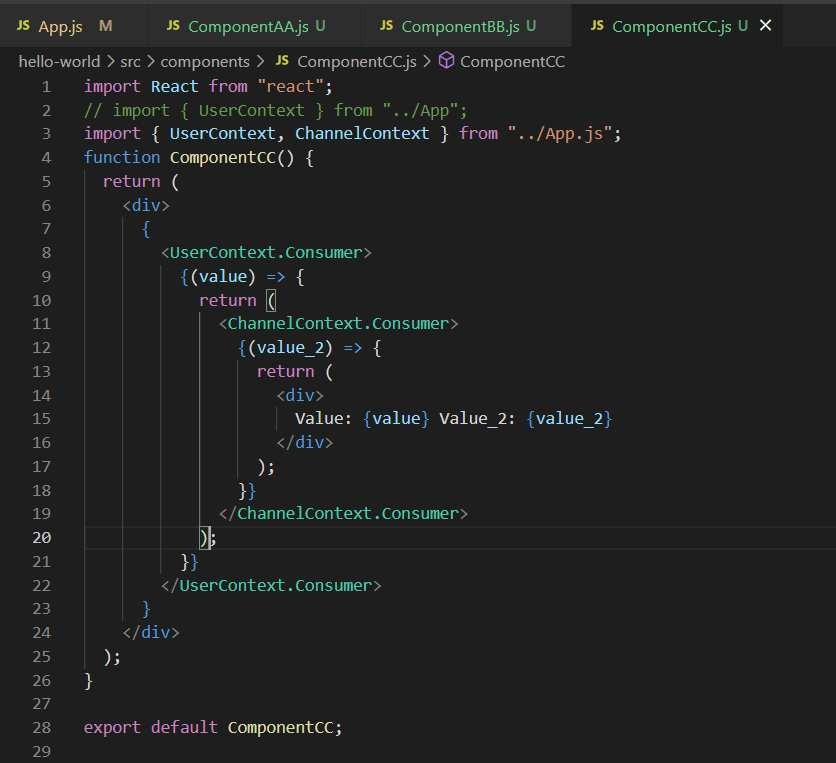 JS App.js M JS ComponentAA.js U JS ComponentBB.js U JS ComponentCC.js U ×
hello-world > src > components > JS ComponentCC.js > ComponentCC
1 import React from "react";
2 // import { UserContext } from "../App";
3 import { UserContext, ChannelContext } from "../App.js";
4 function ComponentCC() {
5   return (
6     <div>
7       {
8         <UserContext.Consumer>
9           {(value) => {
10             return (
11               <ChannelContext.Consumer>
12                 {(value_2) => {
13                   return (
14                     <div>
15                       Value: {value} Value_2: {value_2}
16                     </div>
17                   );
18                 }}
19               </ChannelContext.Consumer>
20             );
21           }}
22         </UserContext.Consumer>
23       }
24     </div>
25   );
26 }
27
28 export default ComponentCC;
29